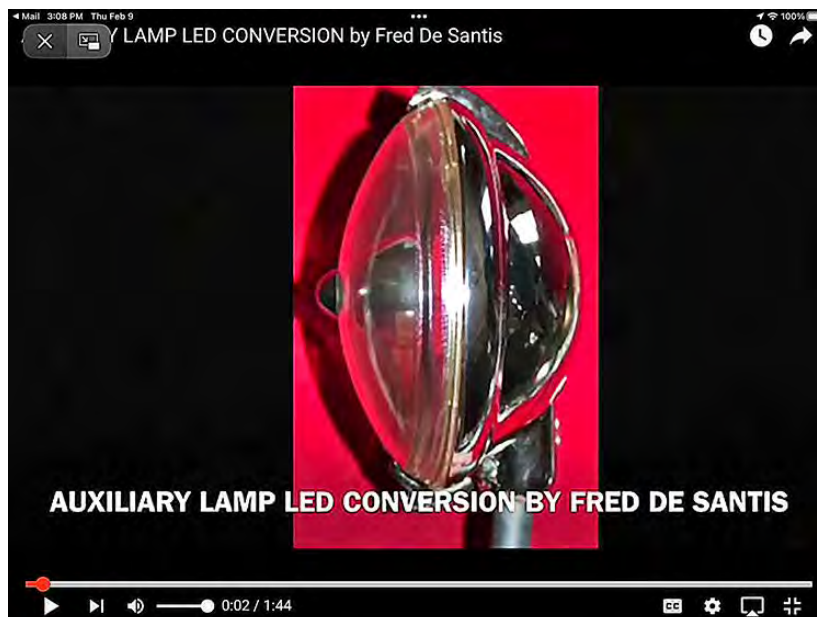 Mail 3:08 PM Thu Feb 9 100%
Y LAMP LED CONVERSION by Fred De Santis
AUXILIARY LAMP LED CONVERSION BY FRED DE SANTIS
0:02 / 1:44 CC